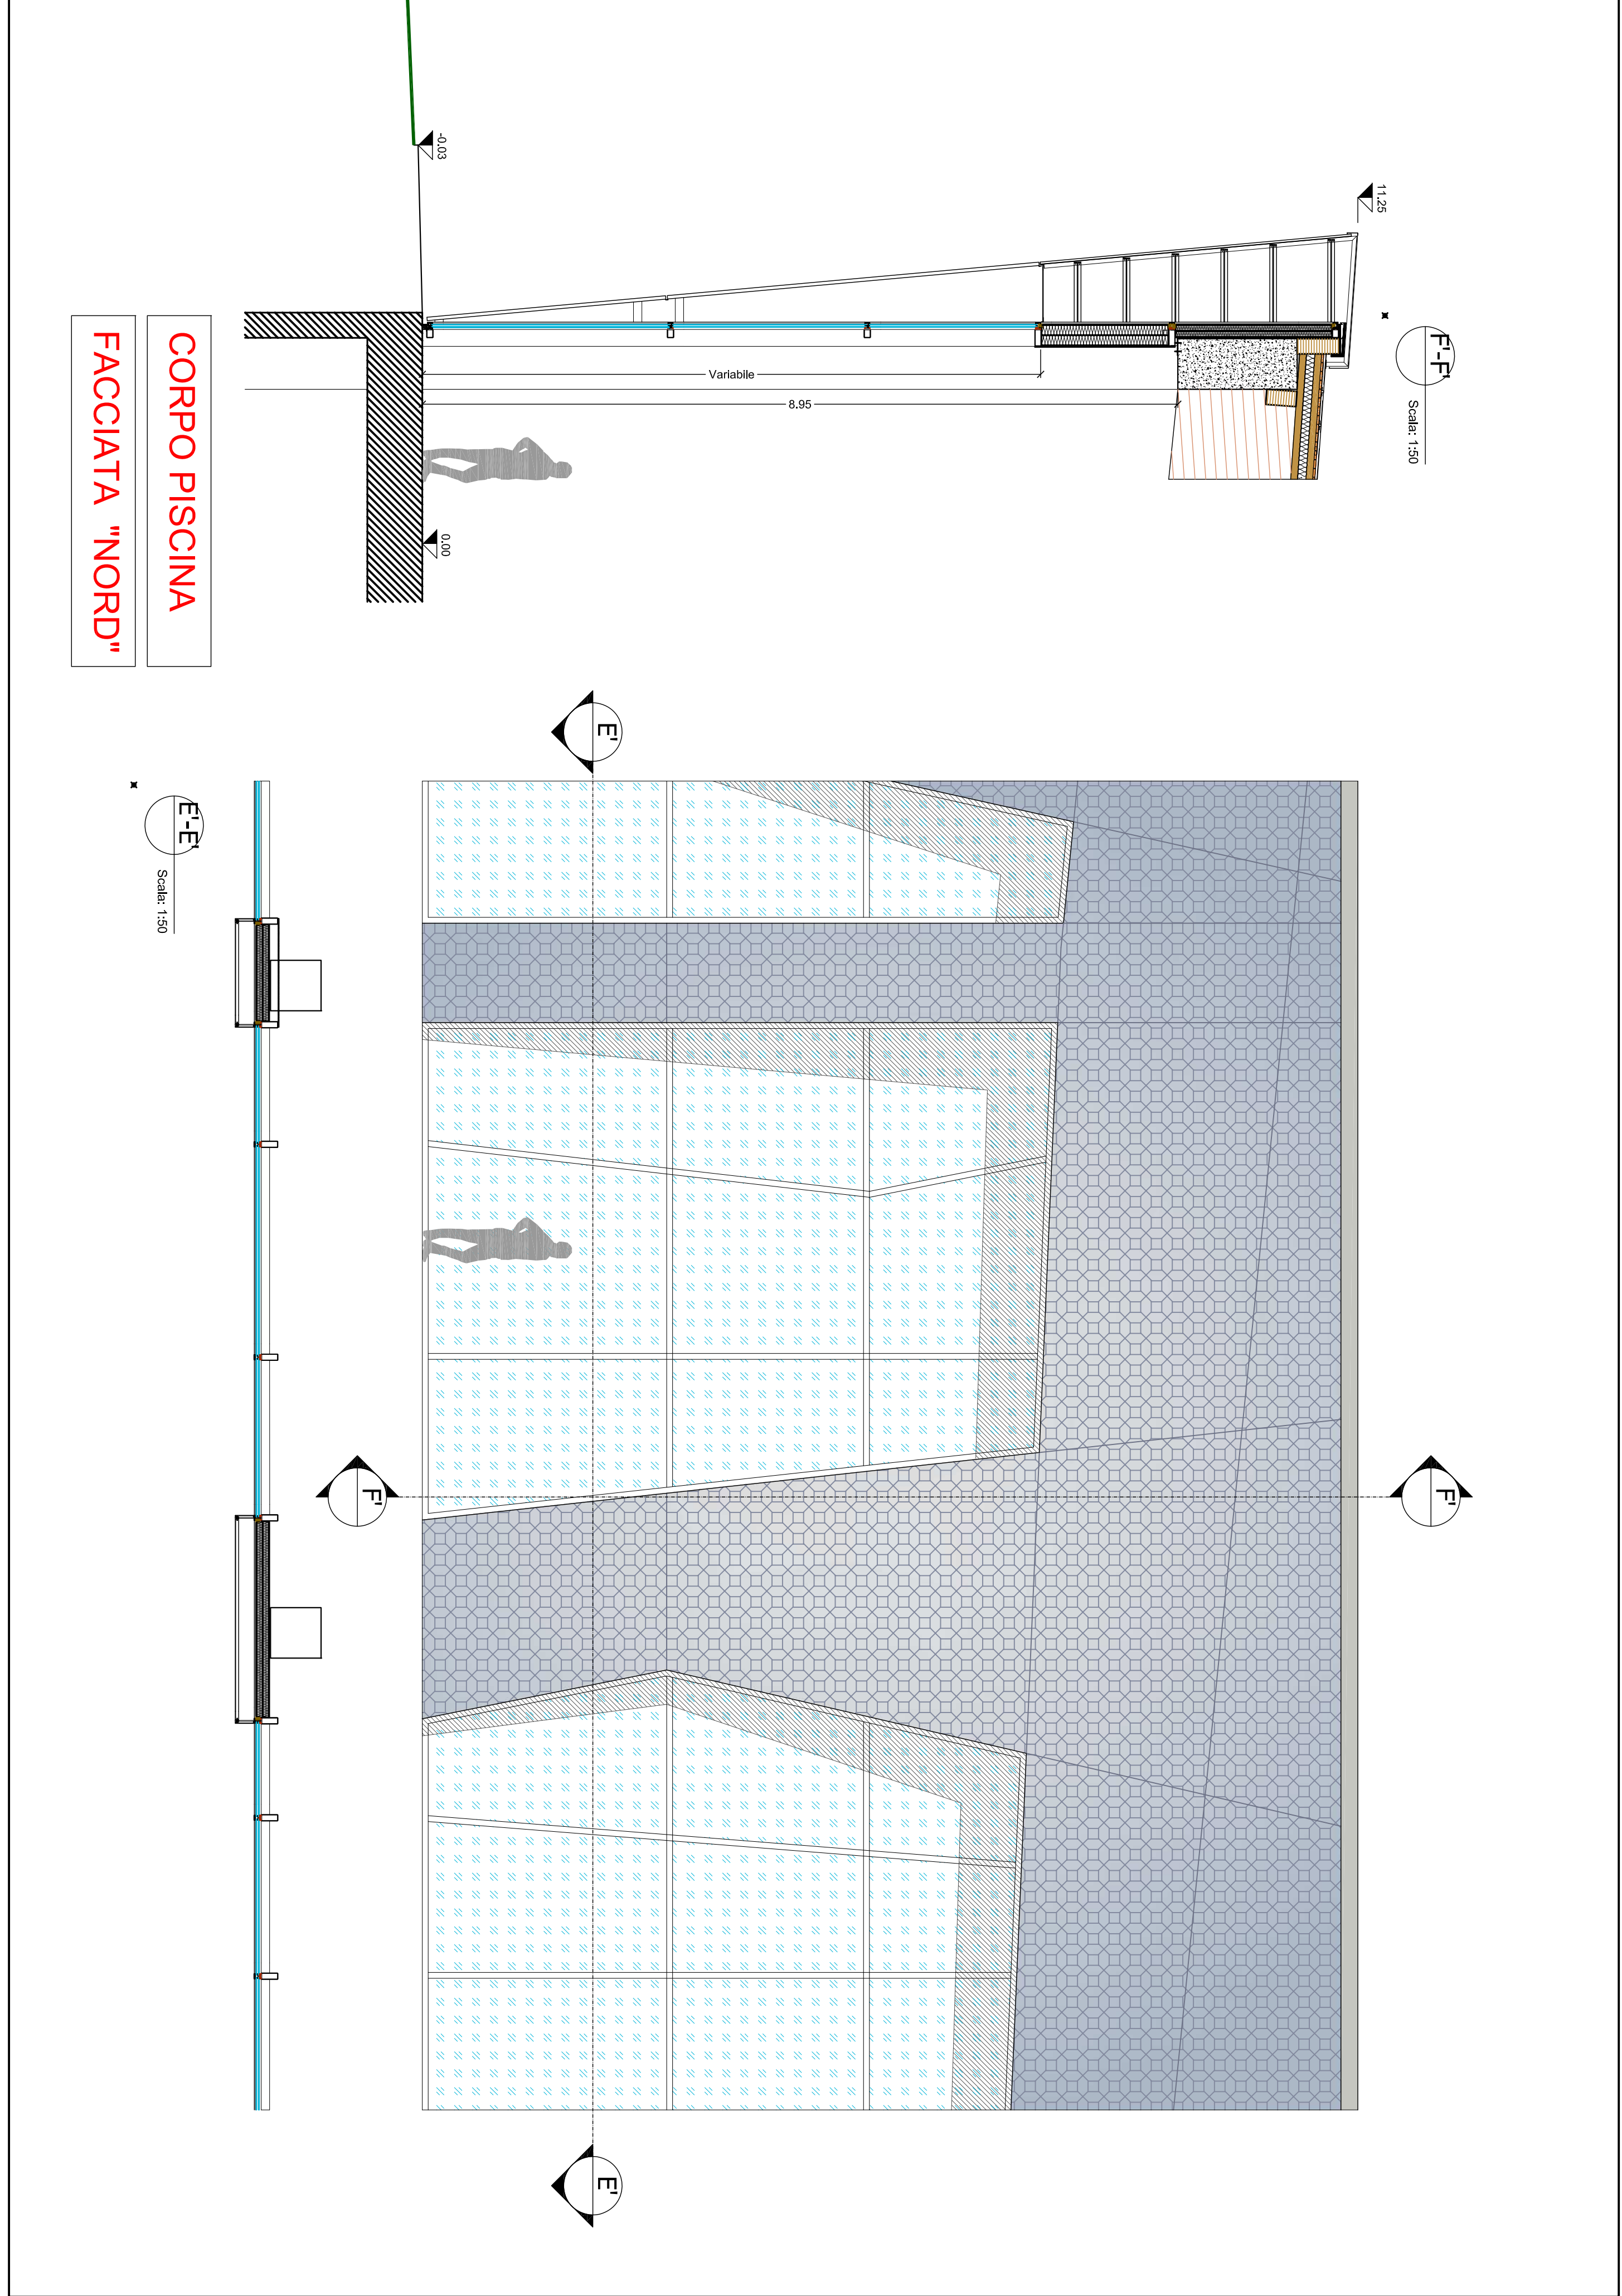 F'-F'
Scala: 1:50
11.25
-0.03
Variabile
8.95
0.00
F'
E'
E'
F'
E'-E'
Scala: 1:50
CORPO PISCINA
FACCIATA "NORD"